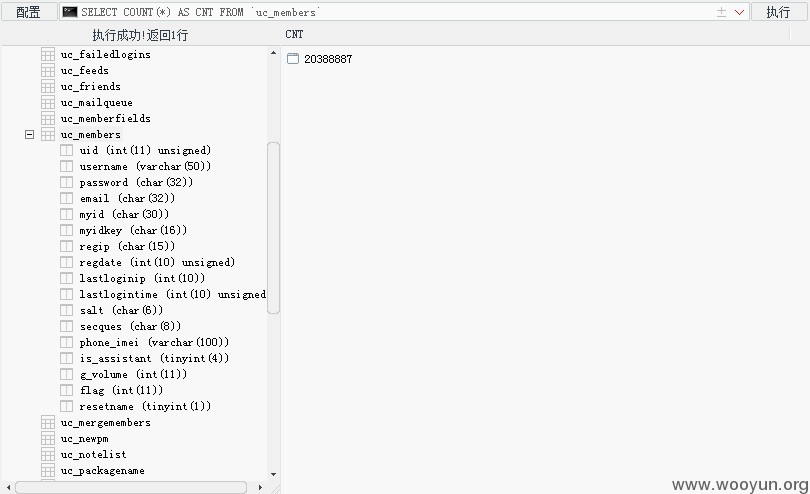 配置
SELECT COUNT(*) AS CNT FROM `uc_members`
执行
执行成功!返回1行
CNT
uc_failedlogins
uc_feeds
uc_friends
uc_mailqueue
uc_memberfields
uc_members
uid (int(11) unsigned)
username (varchar(50))
password (char(32))
email (char(32))
myid (char(30))
myidkey (char(16))
regip (char(15))
regdate (int(10) unsigned)
lastloginip (int(10))
lastlogintime (int(10) unsigned
salt (char(6))
secques (char(8))
phone_imei (varchar(100))
is_assistant (tinyint(4))
g_volume (int(11))
flag (int(11))
resetname (tinyint(1))
uc_mergemembers
uc_newpm
uc_notelist
uc_packagename
20388887
www.wooyun.org